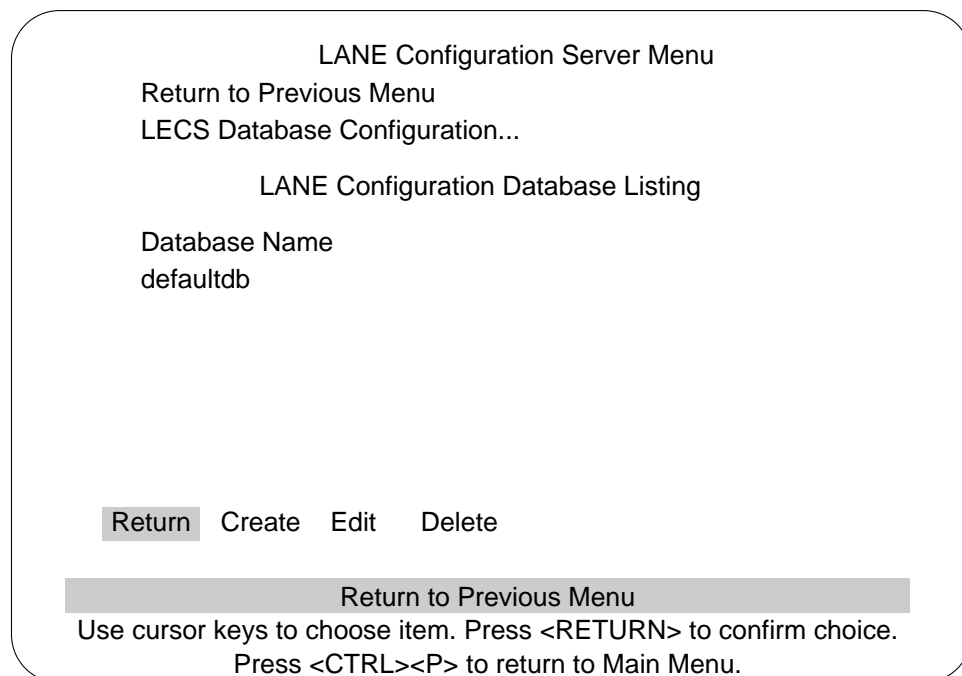 LANE Configuration Server Menu
Return to Previous Menu
LECS Database Configuration...
LANE Configuration Database Listing
Database Name
defaultdb
Return Create Edit Delete
Return to Previous Menu
Use cursor keys to choose item. Press <RETURN> to confirm choice.
Press <CTRL><P> to return to Main Menu.